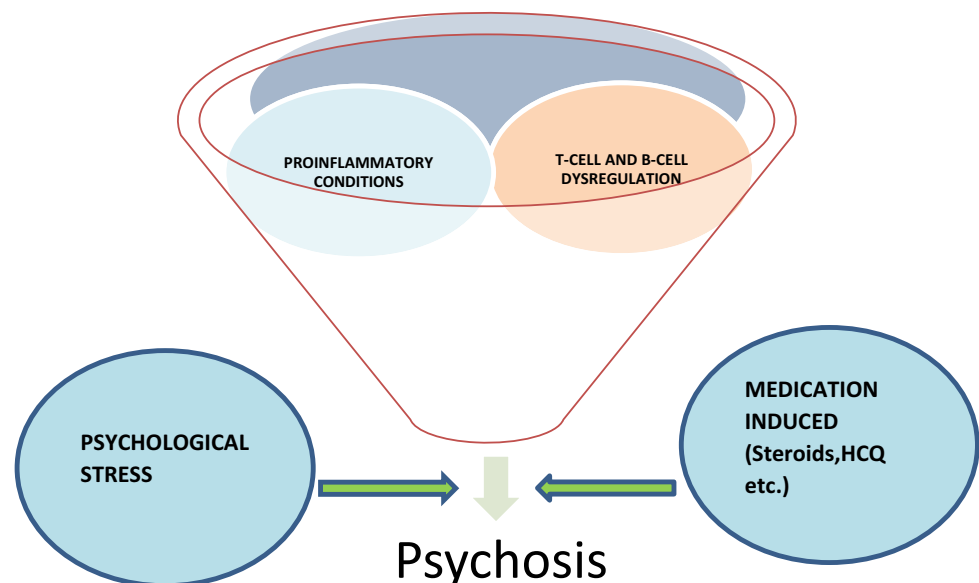 PROINFLAMMATORY
CONDITIONS
T-CELL AND B-CELL
DYSREGULATION
PSYCHOLOGICAL
STRESS
MEDICATION
INDUCED
(Steroids,HCQ
etc.)
Psychosis